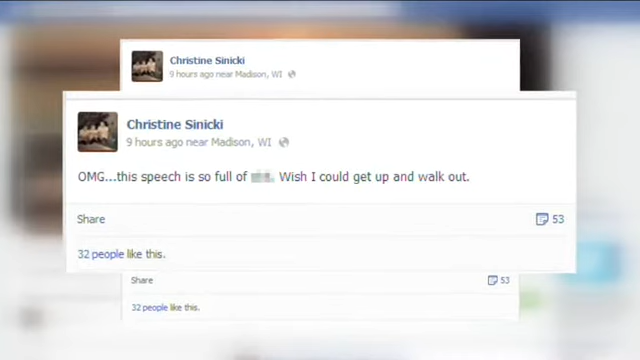 Christine Sinicki
9 hours ago near Madison, WI
Christine Sinicki
9 hours ago near Madison, WI
OMG...this speech is so full of Wish I could get up and walk out.
Share 53
32 people like this.
Share 53
32 people like this.